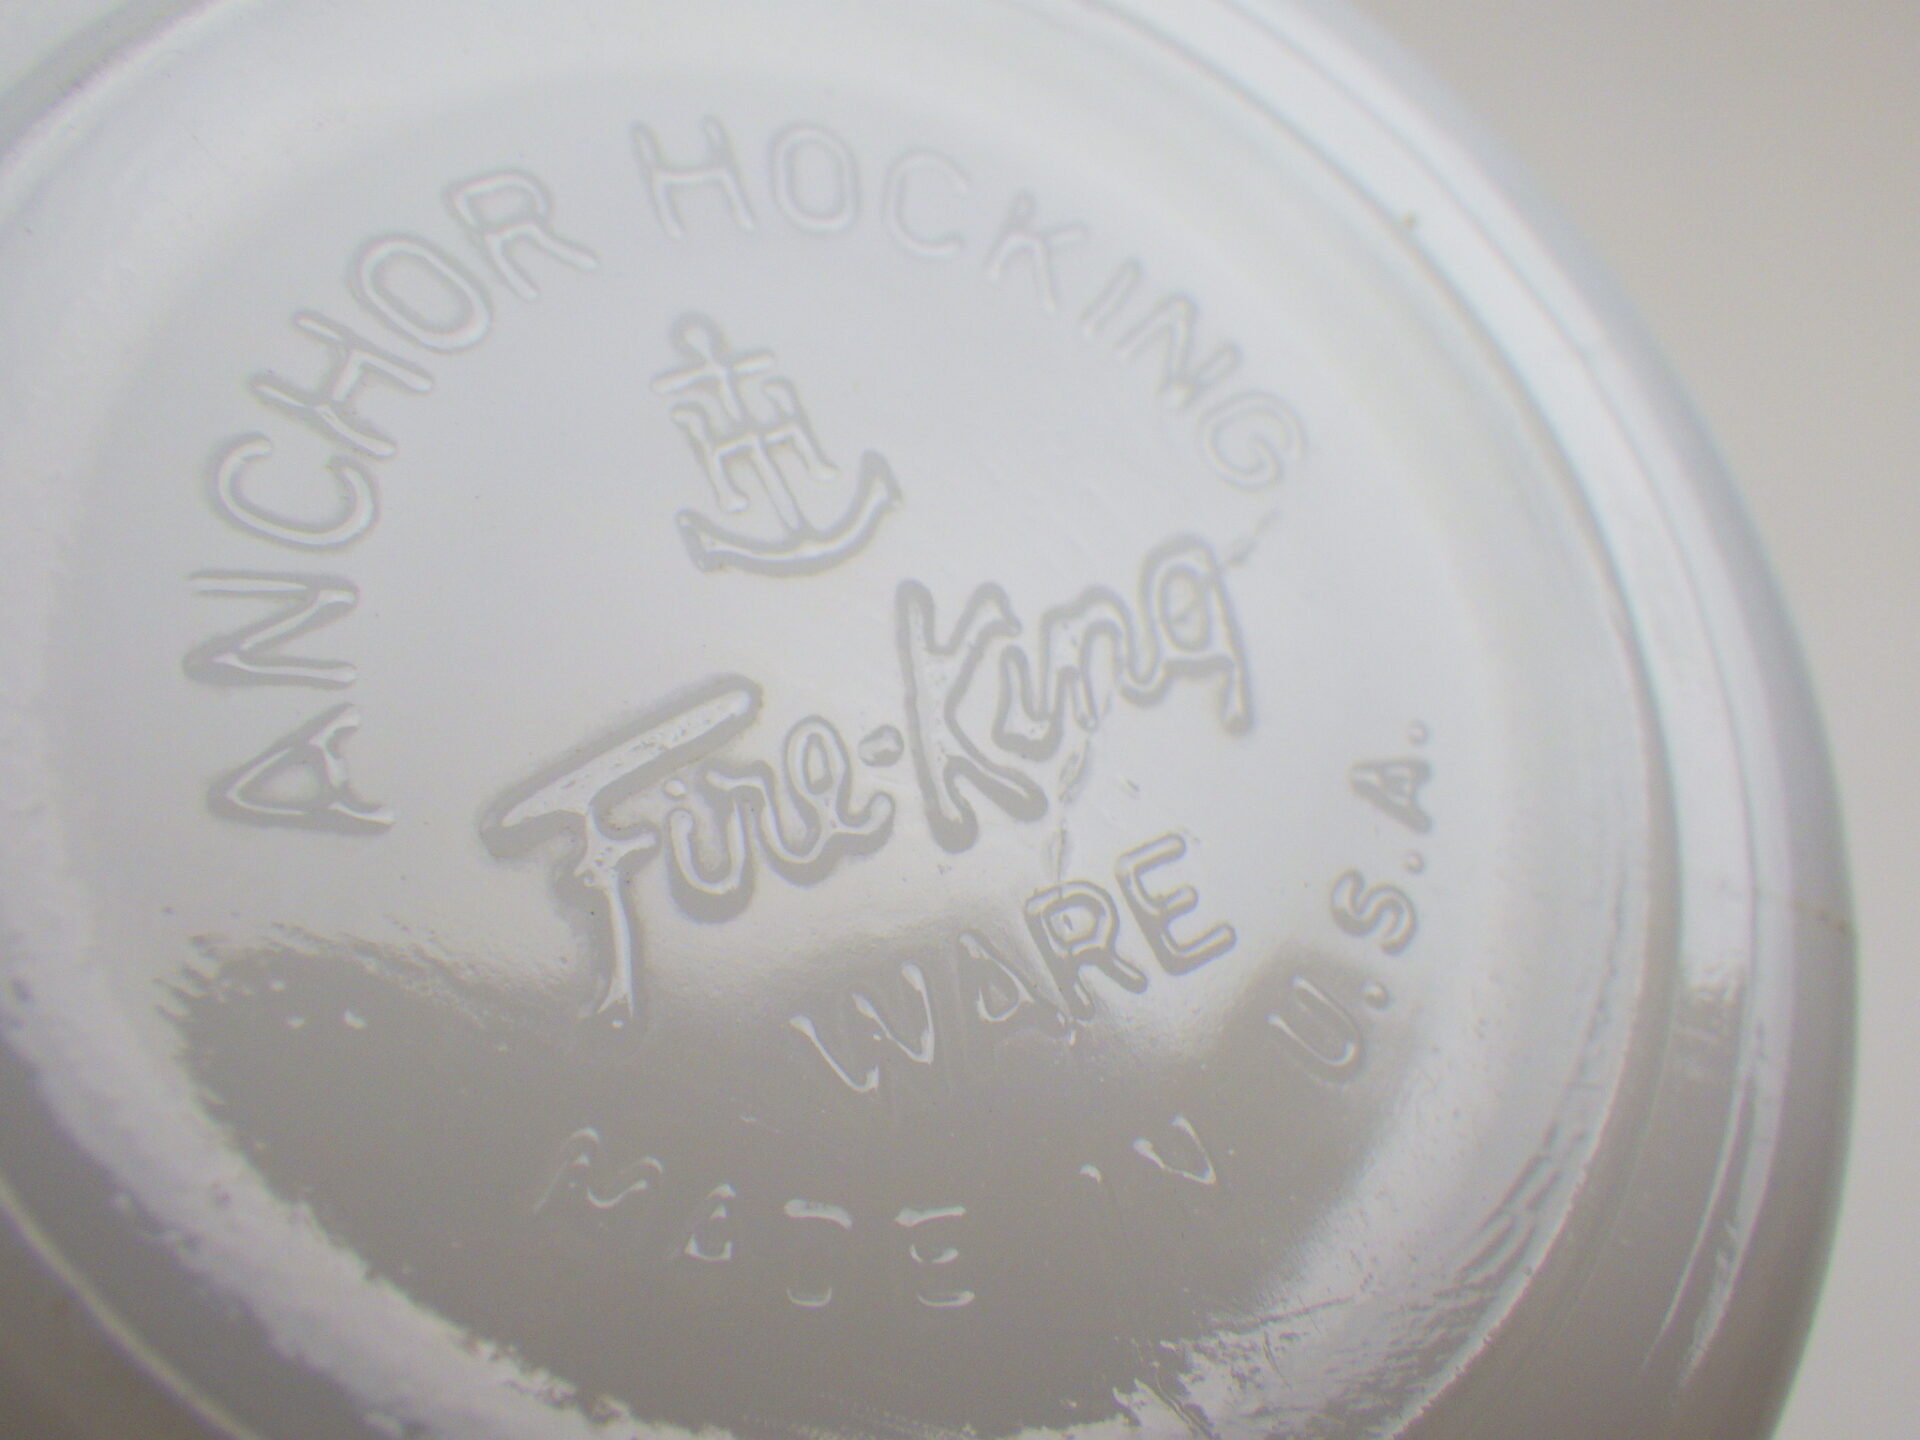 ANCHOR HOCKING
Fire-King
WARE
MADE IN U.S.A.